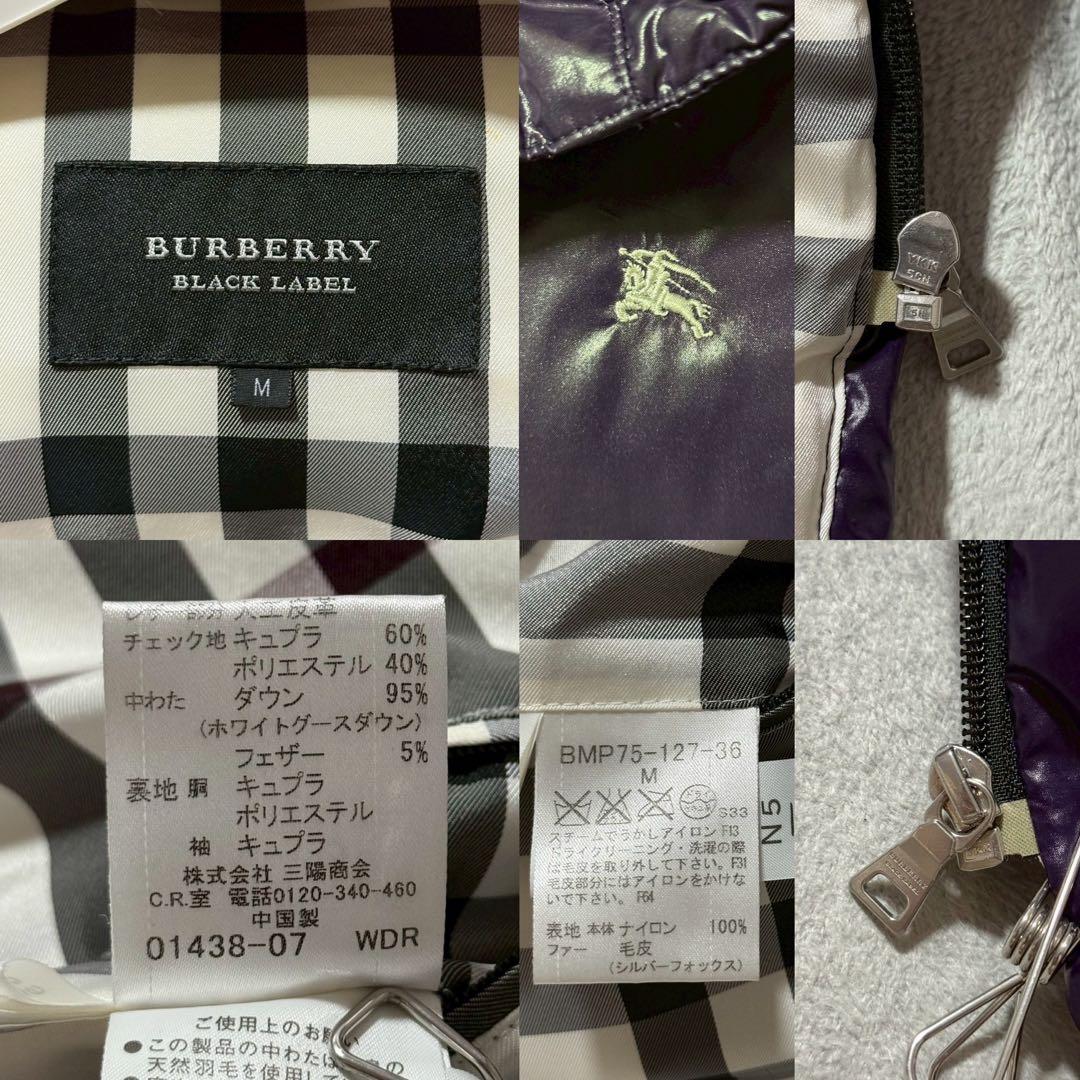 BURBERRY
BLACK LABEL
M
YKK
5CN
チェック地 キュプラ 60%
ポリエステル 40%
中わた ダウン 95%
(ホワイトグースダウン)
フェザー 5%
裏地 胴 キュプラ
ポリエステル
袖 キュプラ
株式会社 三陽商会
C.R.室 電話0120-340-460
中国製
01438-07 WDR
ご使用上のお願い
●この製品の中わたは
天然羽毛を使用し
BMP75-127-36
M
S33
スチームでうかしアイロン F13
ドライクリーニング・洗濯の際
は毛皮を取り外して下さい。F31
毛皮部分にはアイロンをかけな
いで下さい。 F64
表地 本体 ナイロン 100%
ファー 毛皮
(シルバーフォックス)
N5
BURBERRY
BLACK LABEL